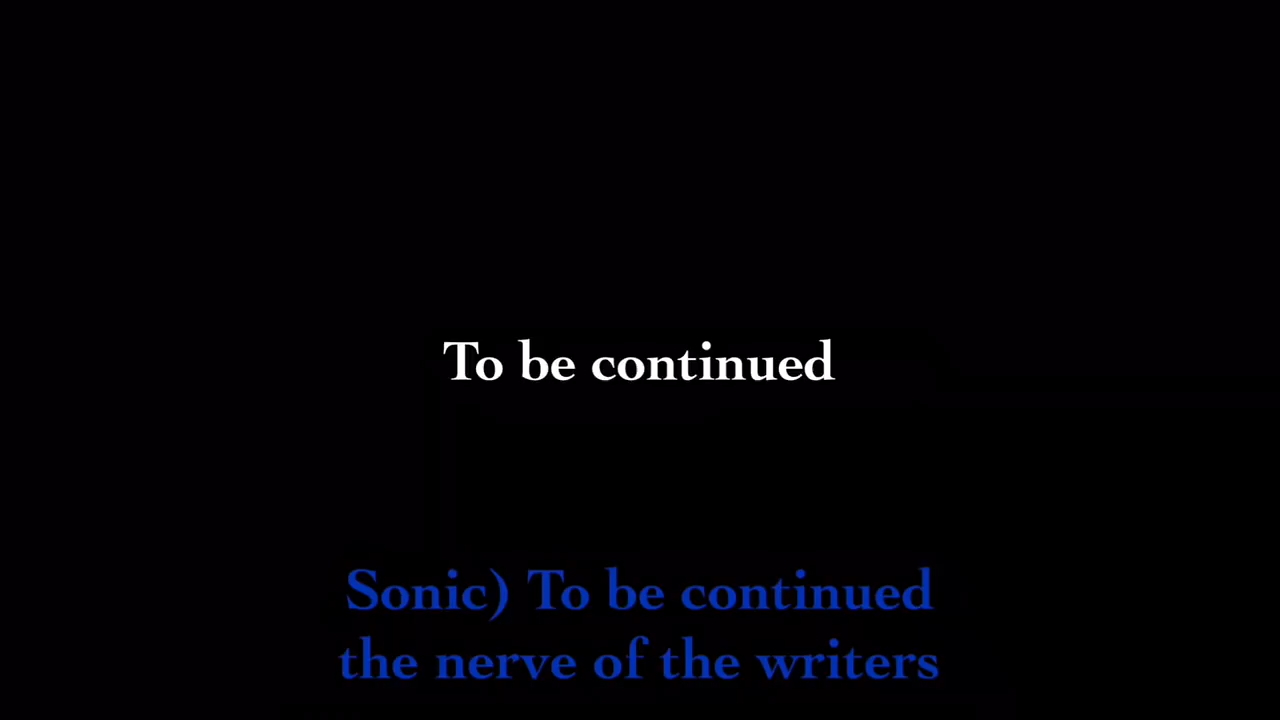 To be continued
Sonic) To be continued
the nerve of the writers